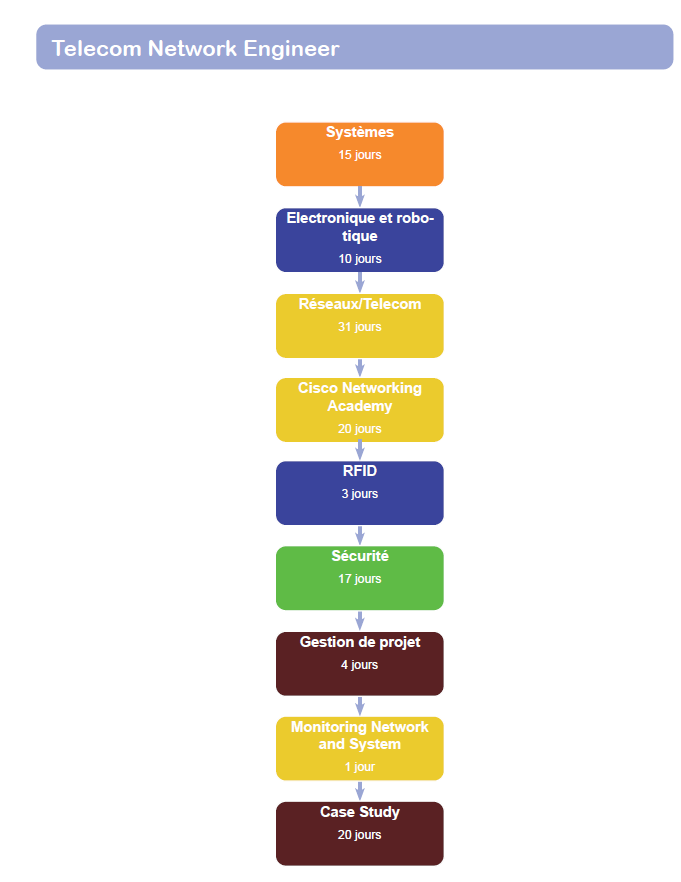 Telecom Network Engineer
Systèmes
15 jours
Electronique et robo-
tique
10 jours
Réseaux/Telecom
31 jours
Cisco Networking
Academy
20 jours
RFID
3 jours
Sécurité
17 jours
Gestion de projet
4 jours
Monitoring Network
and System
1 jour
Case Study
20 jours